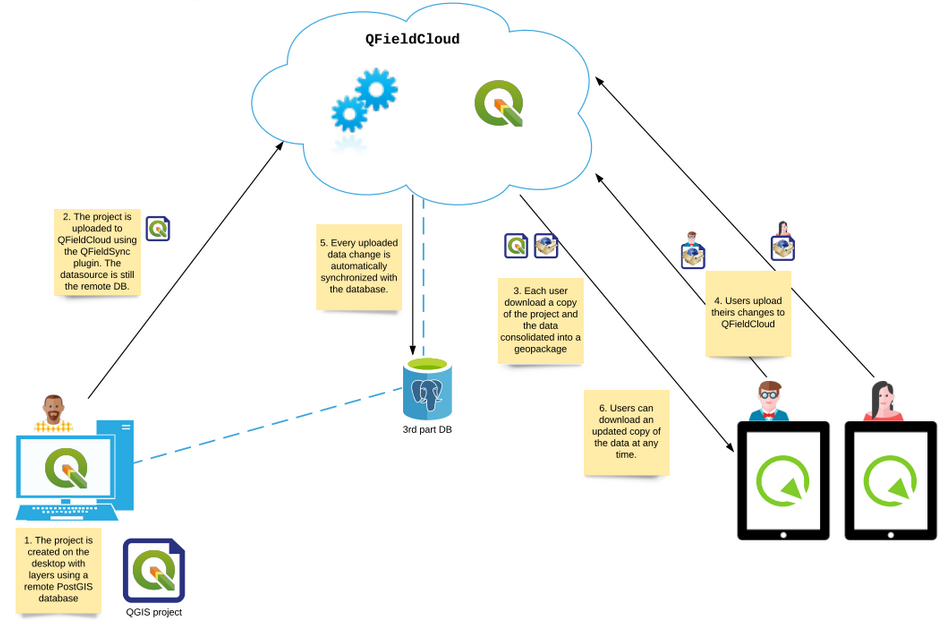 QFieldCloud
2. The project is
uploaded to
QFieldCloud using
the QFieldSync
plugin. The
datasource is still
the remote DB.
5. Every uploaded
data change is
automatically
synchronized with
the database.
3. Each user
download a copy
of the project and
the data
consolidated into a
geopackage
4. Users upload
theirs changes to
QFieldCloud
6. Users can
download an
updated copy of
the data at any
time.
3rd part DB
1. The project is
created on the
desktop with
layers using a
remote PostGIS
database
QGIS project